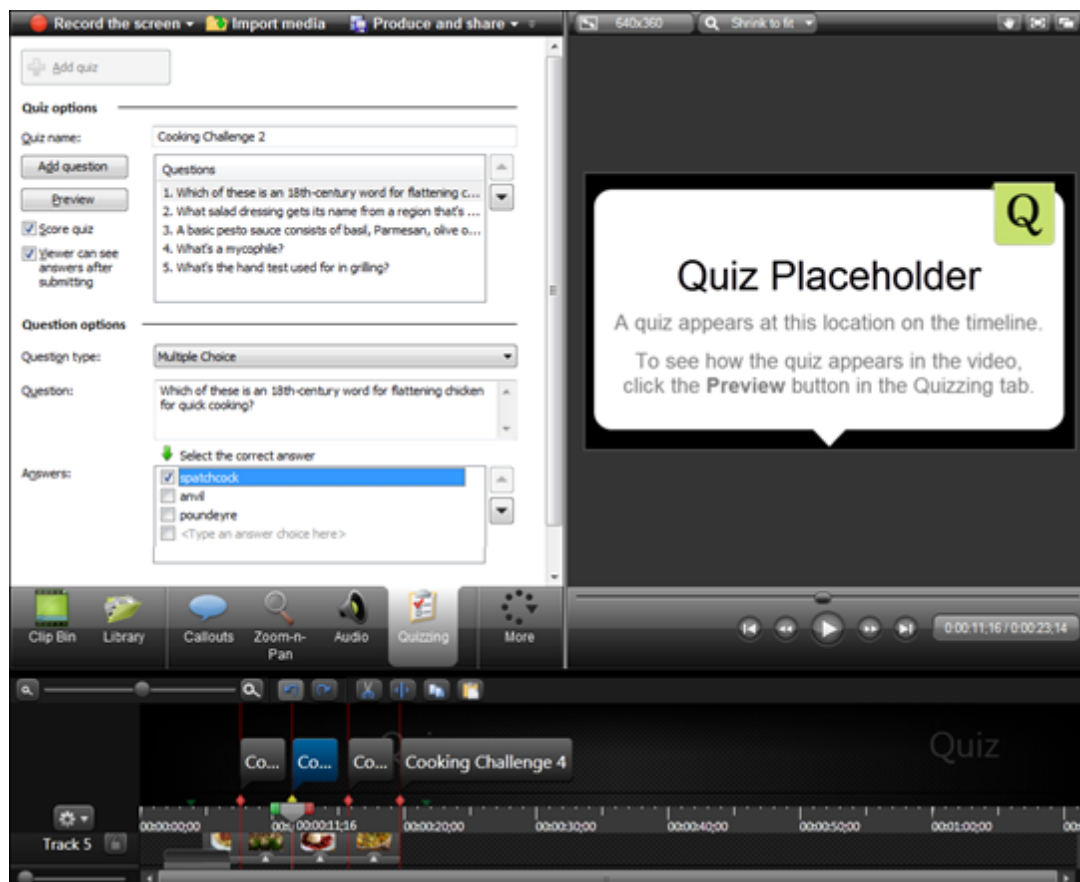 Record the screen Import media Produce and share 640x360 Shrink to fit
Add quiz
Quiz options
Quiz name: Cooking Challenge 2
Add question
Preview
Score quiz
Viewer can see
answers after
submitting
Questions
1. Which of these is an 18th-century word for flattening c...
2. What salad dressing gets its name from a region that's ...
3. A basic pesto sauce consists of basil, Parmesan, olive o...
4. What's a mycophile?
5. What's the hand test used for in grilling?
Question options
Question type: Multiple Choice
Question: Which of these is an 18th-century word for flattening chicken
for quick cooking?
Select the correct answer
Answers:
spatchcock
anvil
poundeyre
<Type an answer choice here>
Q
Quiz Placeholder
A quiz appears at this location on the timeline.
To see how the quiz appears in the video,
click the Preview button in the Quizzing tab.
Clip Bin Library Callouts Zoom-n-
Pan Audio Quizzing More
0:00:11;16 / 0:00:23;14
Quiz
Co... Co... Co... Cooking Challenge 4
00:00:00;00 00:00:11;16 00:00:20;00 00:00:30;00 00:00:40;00 00:00:50;00 00:01:00;00
Track 5